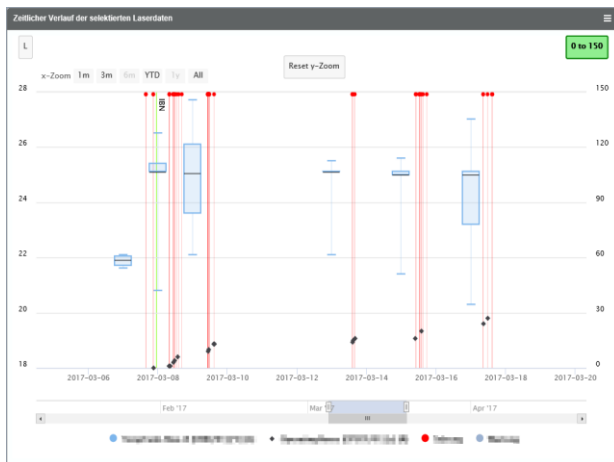 Zeitlicher Verlauf der selektierten Laserdaten
L
0 to 150
Reset y-Zoom
x-Zoom 1m 3m 6m YTD 1y All
IBN
28 150
26 120
24 90
22 60
20 30
18 0
2017-03-06 2017-03-08 2017-03-10 2017-03-12 2017-03-14 2017-03-16 2017-03-18 2017-03-20
Feb '17 Mar '17 Apr '17